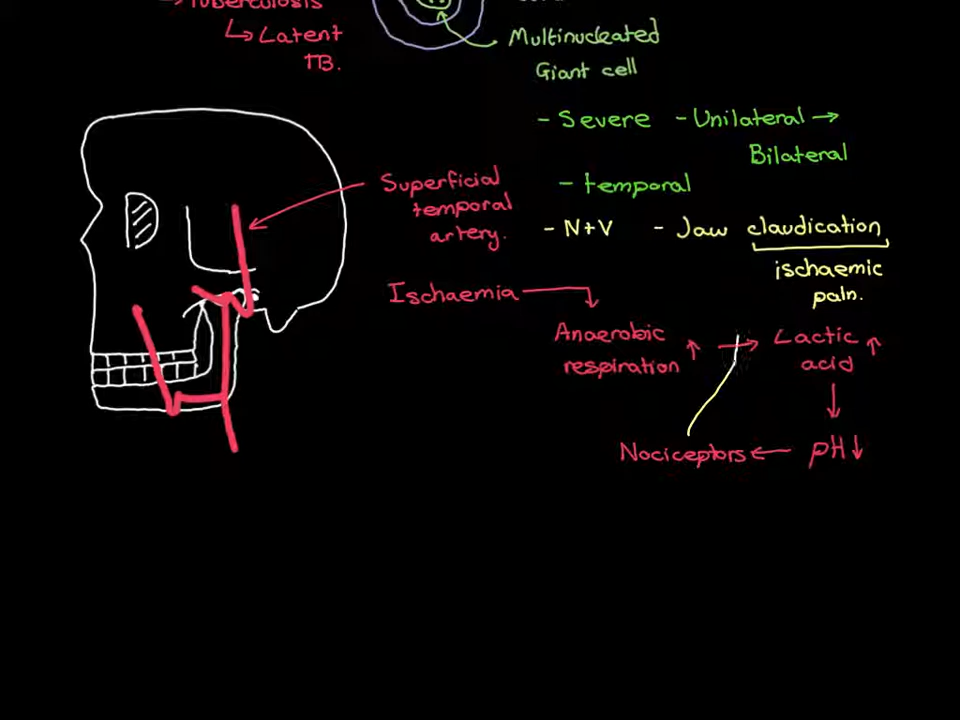 Tuberculosis
Latent
TB.
Multinucleated
Giant cell
- Severe - Unilateral →
Bilateral
- temporal
- N+V - Jaw claudication
ischaemic
pain.
Superficial
temporal
artery.
Ischaemia
Anaerobic
respiration ↑ → Lactic
acid ↑
↓
Nociceptors ← pH↓